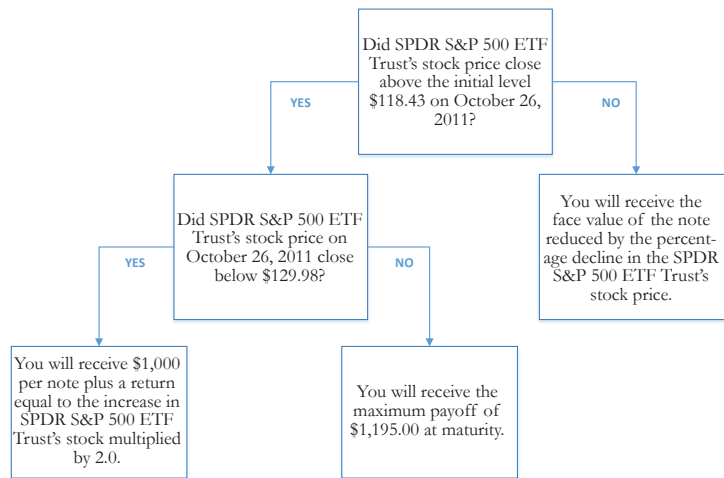 Did SPDR S&P 500 ETF
Trust's stock price close
above the initial level
$118.43 on October 26,
2011?
YES
NO
Did SPDR S&P 500 ETF
Trust's stock price on
October 26, 2011 close
below $129.98?
You will receive the
face value of the note
reduced by the percent-
age decline in the SPDR
S&P 500 ETF Trust's
stock price.
YES
NO
You will receive $1,000
per note plus a return
equal to the increase in
SPDR S&P 500 ETF
Trust's stock multiplied
by 2.0.
You will receive the
maximum payoff of
$1,195.00 at maturity.